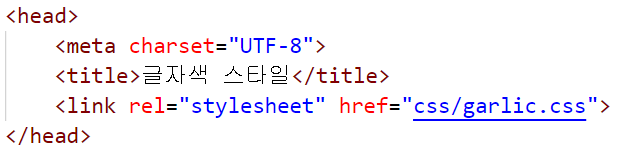 <head>
    <meta charset="UTF-8">
    <title>글자색 스타일</title>
    <link rel="stylesheet" href="css/garlic.css">
</head>